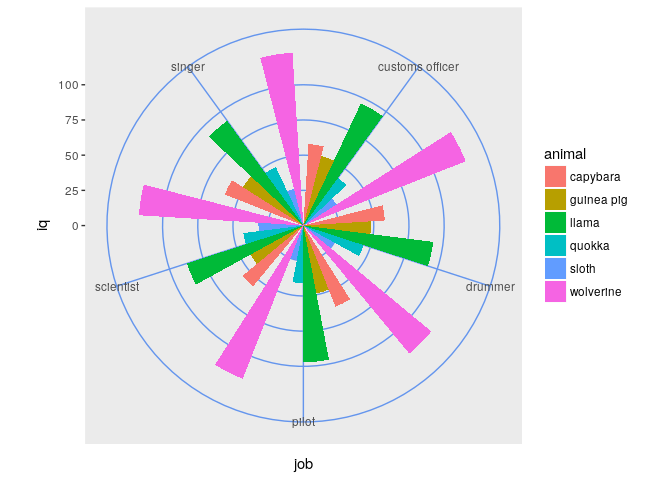 singer
customs officer
100
75
50
25
0
iq
scientist
drummer
pilot
job
animal
capybara
guinea pig
llama
quokka
sloth
wolverine